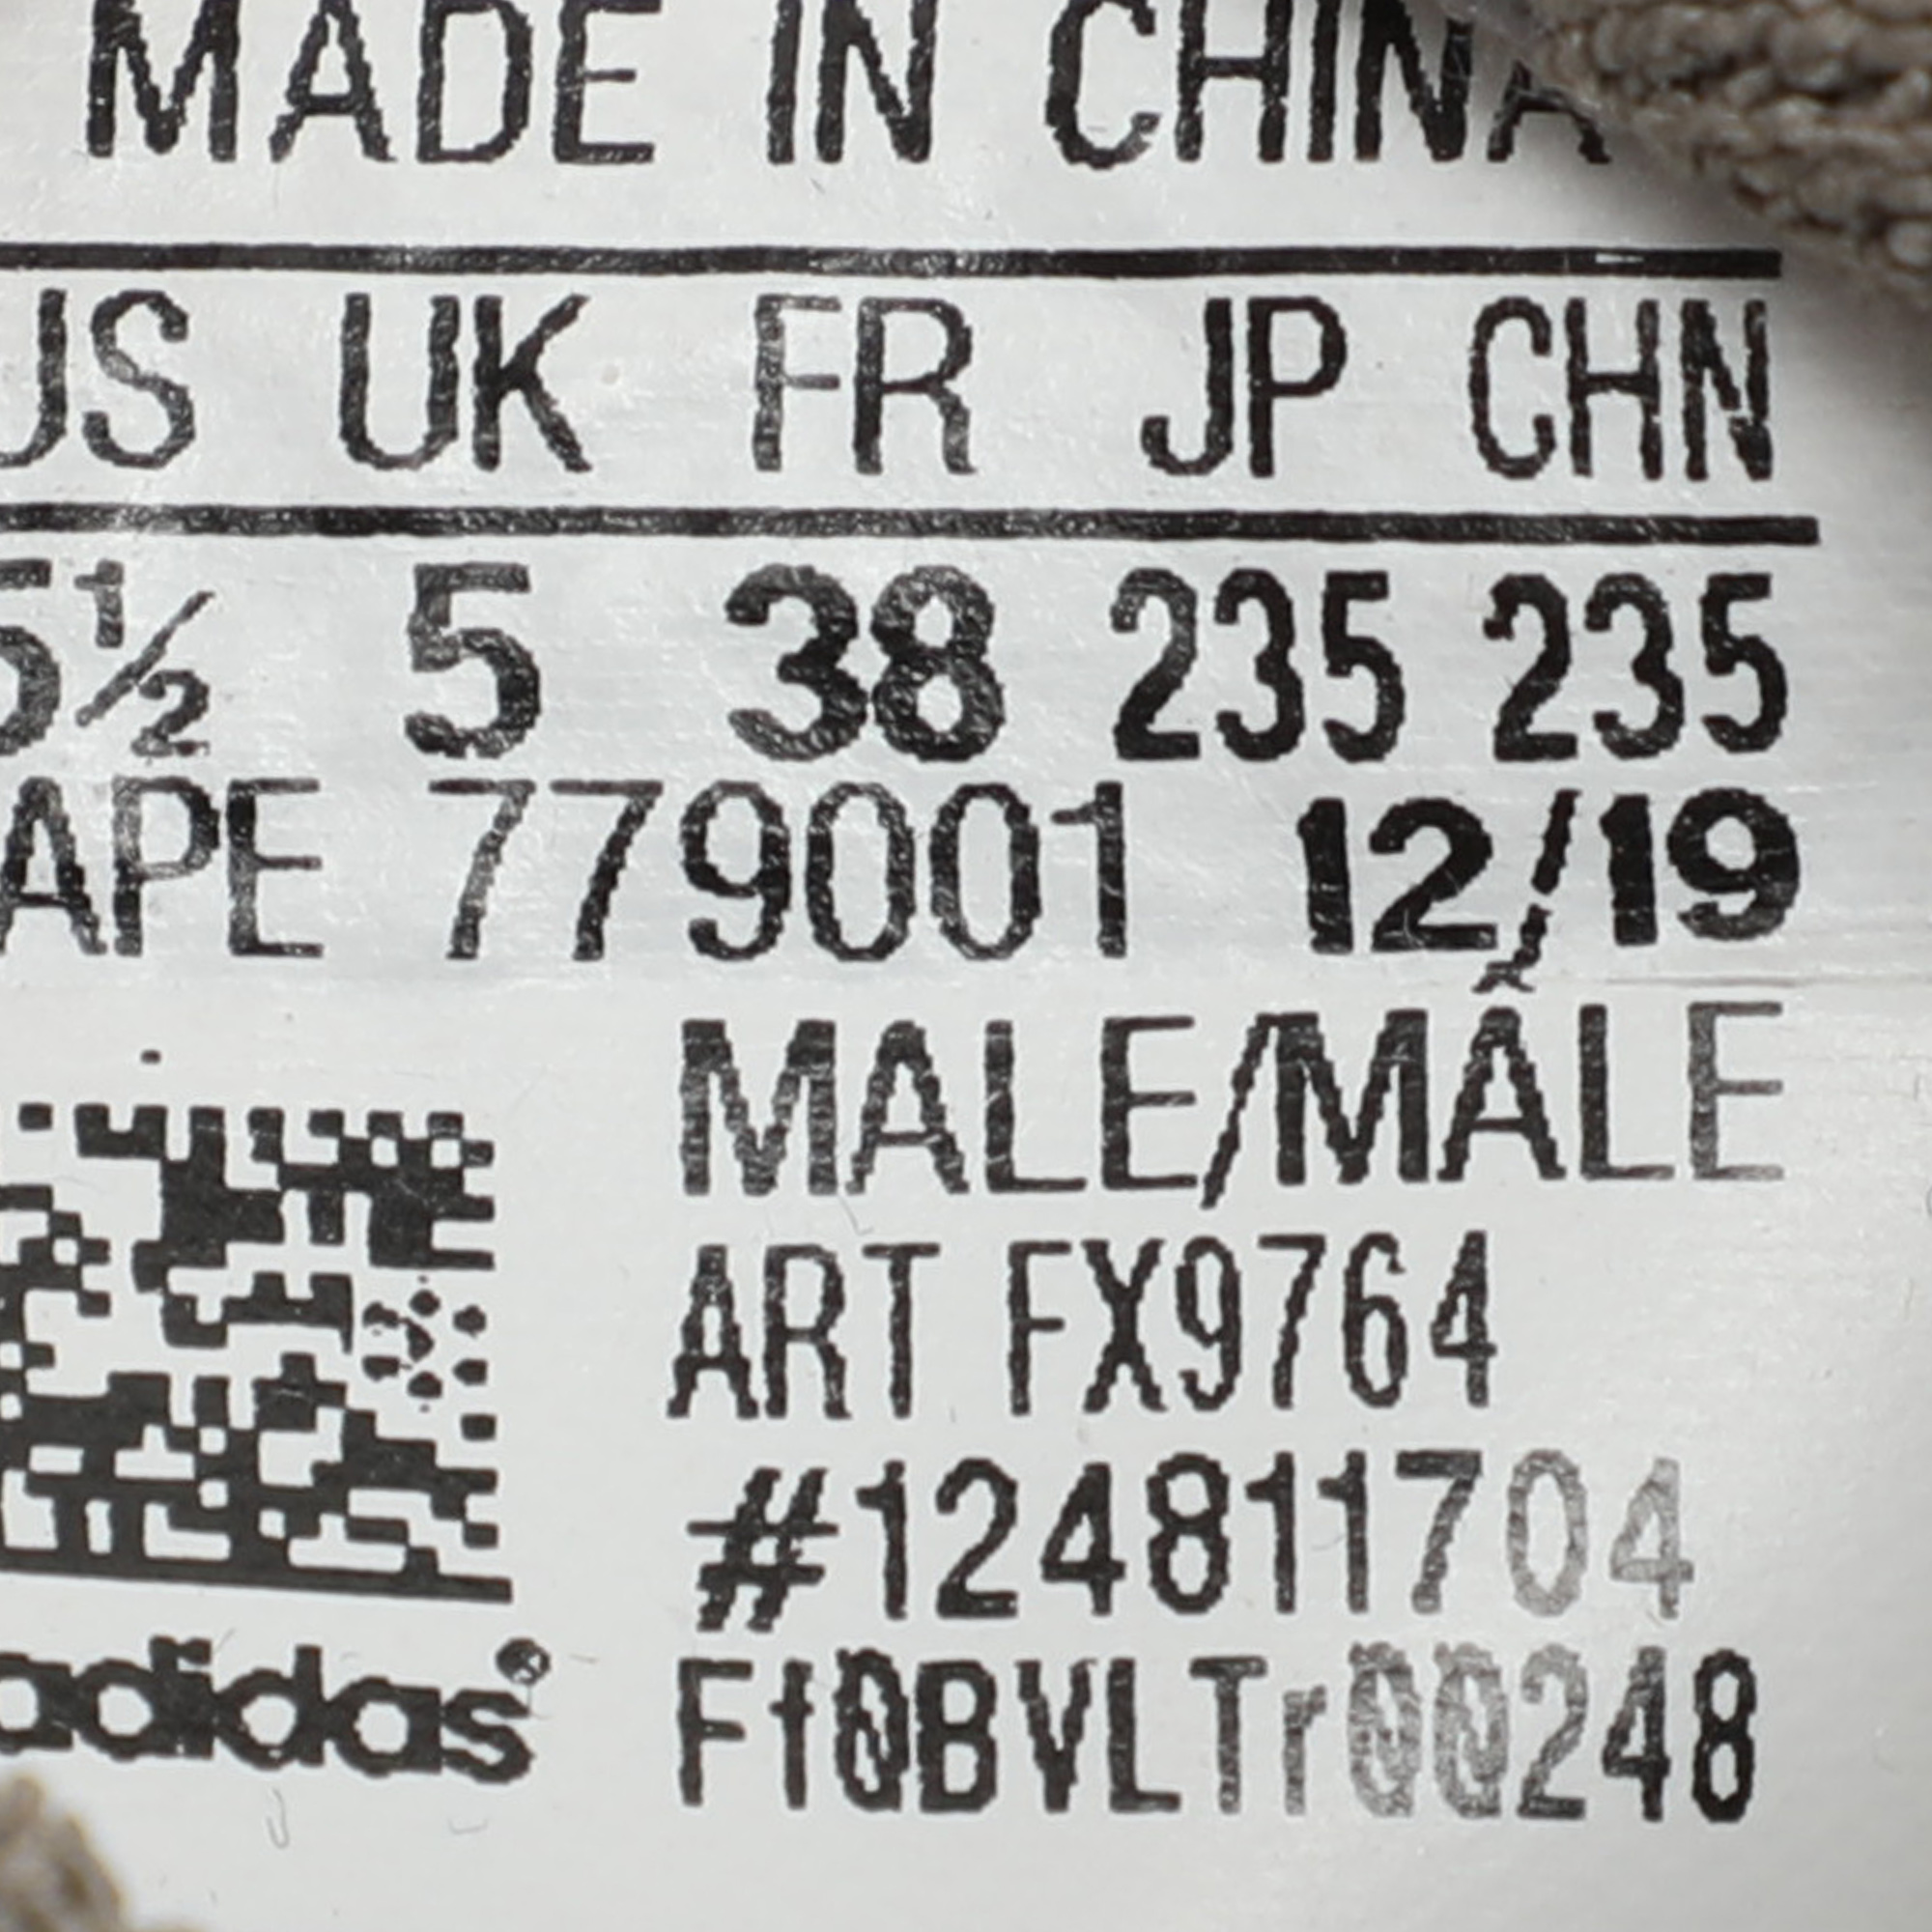 MADE IN CHINA
US UK FR JP CHN
5½ 5 38 235 235
APE 779001 12/19
MALE/MÂLE
ART FX9764
#124811704
adidas®
Ft0BVLTr00248